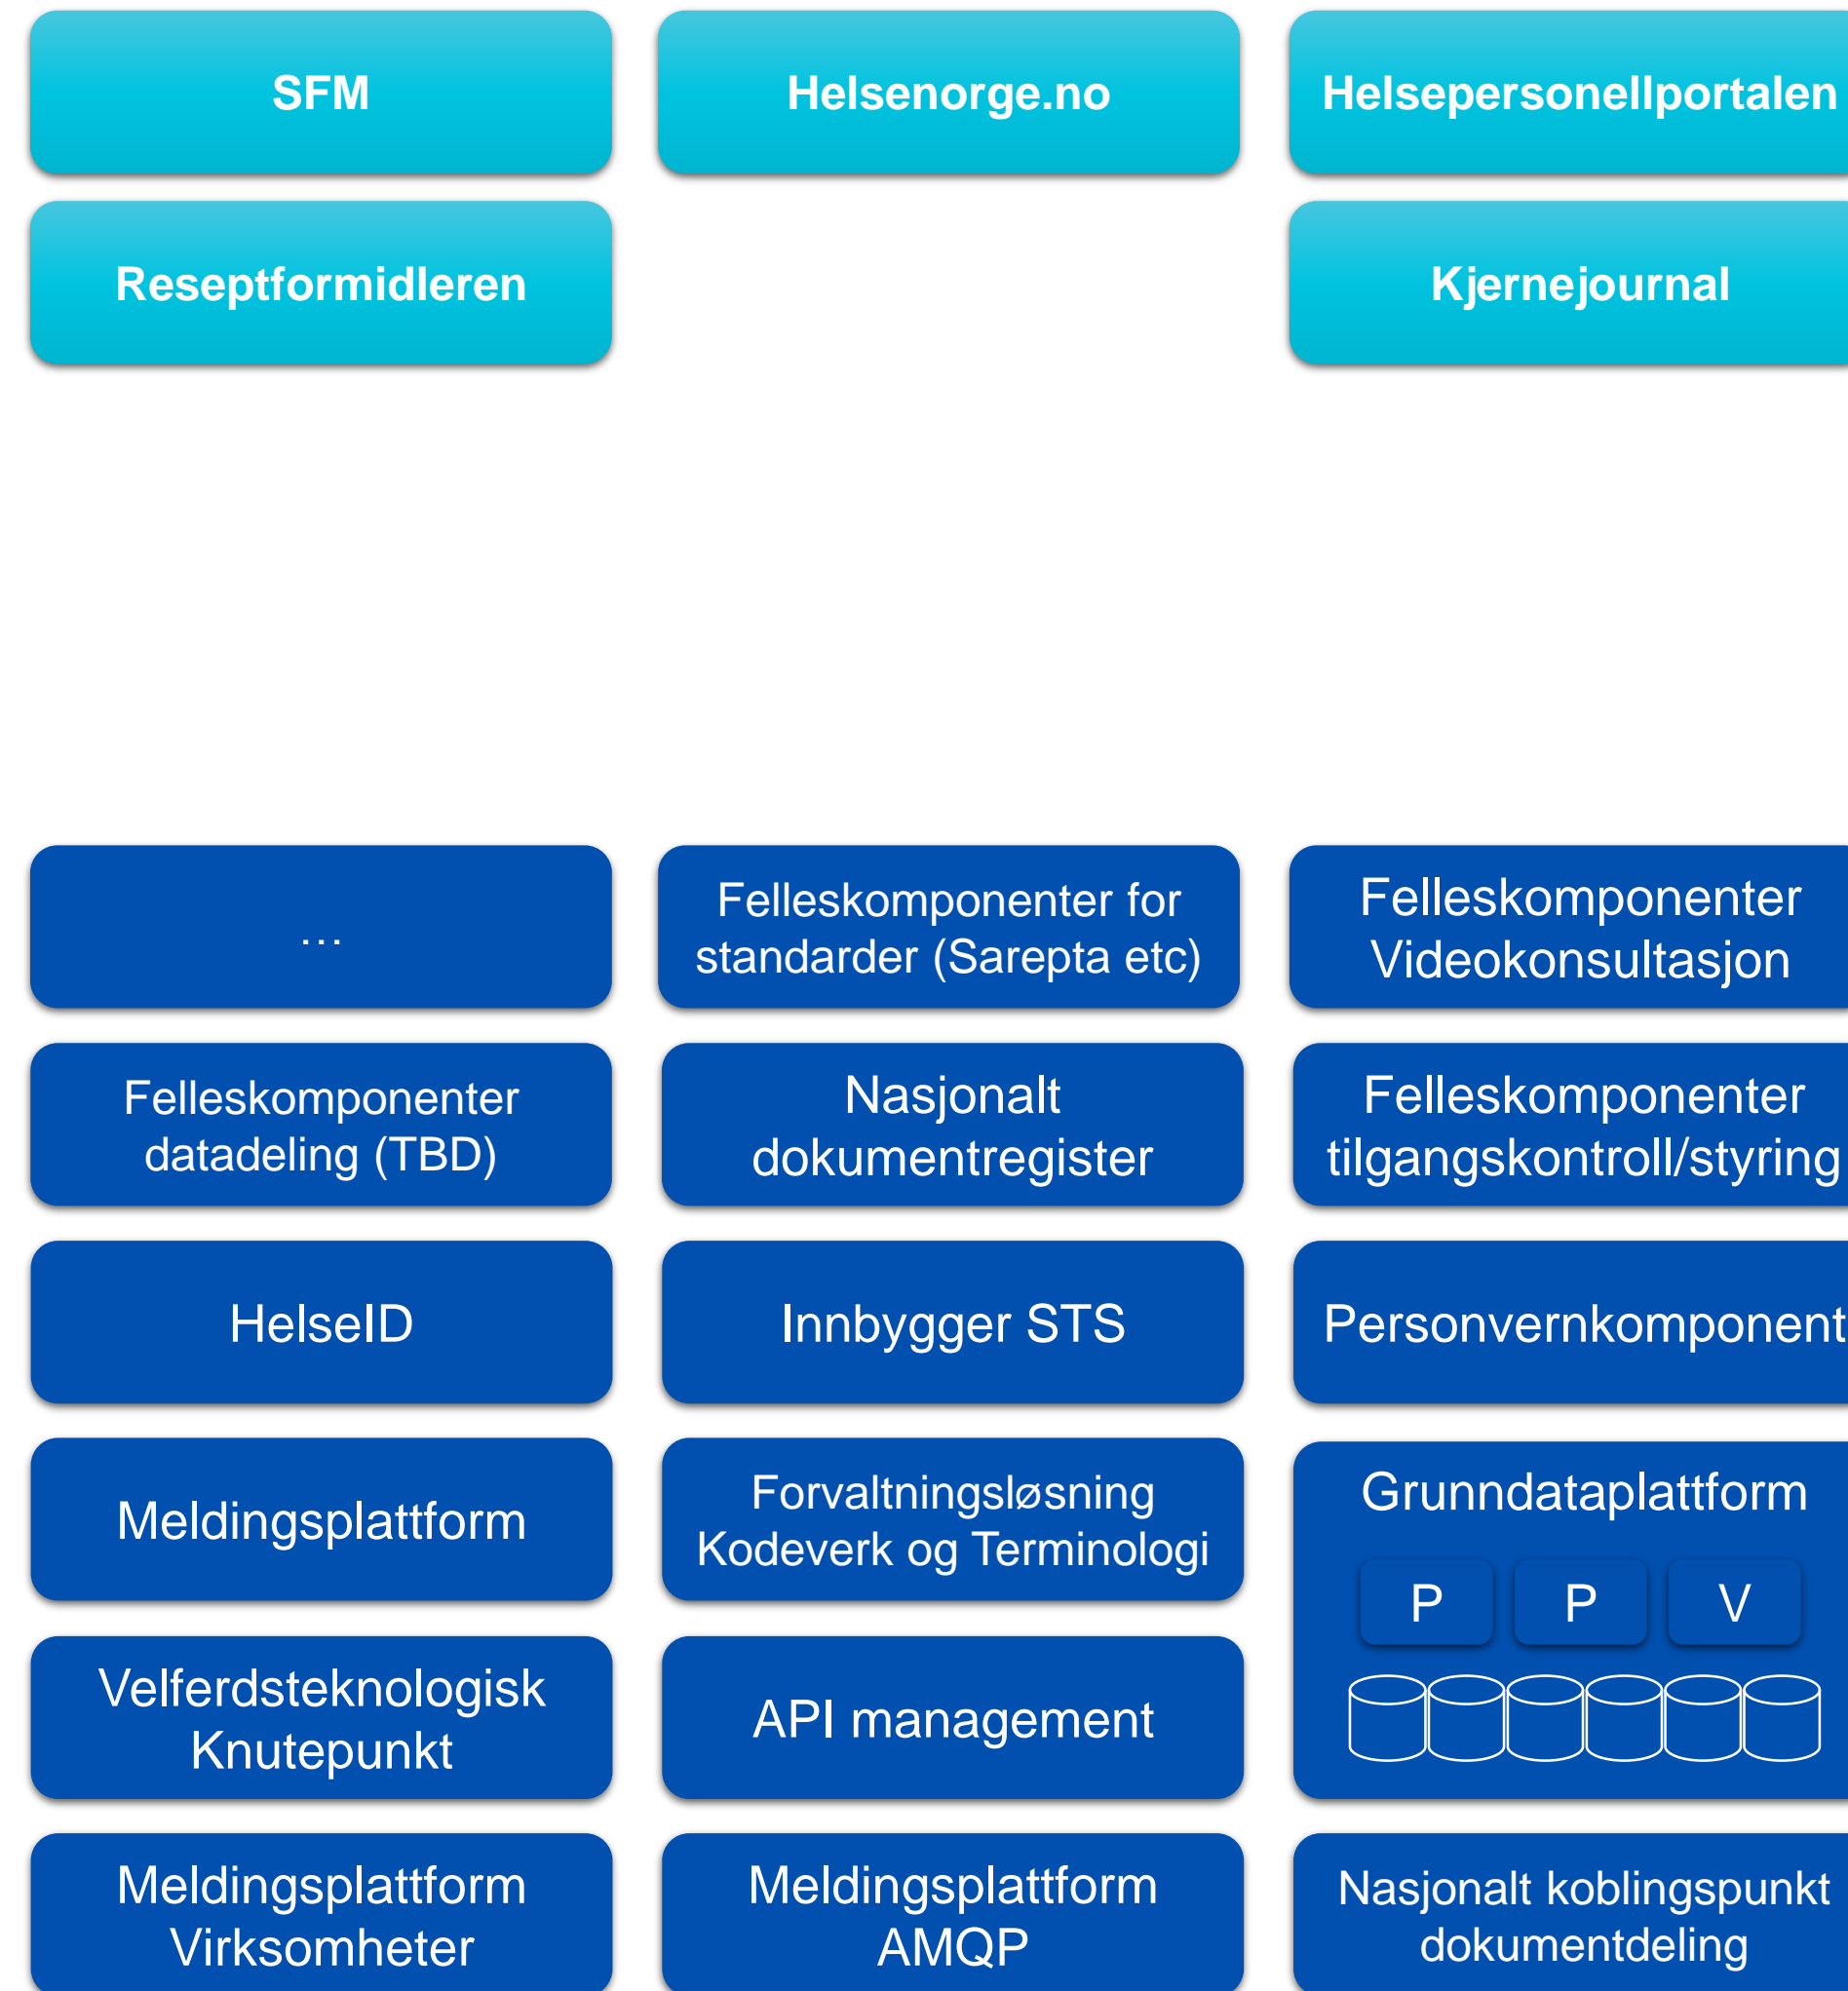 SFM
Helsenorge.no
Helsepersonellportalen
Reseptformidleren
Kjernejournal
...
Felleskomponenter for
standarder (Sarepta etc)
Felleskomponenter
Videokonsultasjon
Felleskomponenter
datadeling (TBD)
Nasjonalt
dokumentregister
Felleskomponenter
tilgangskontroll/styring
HelseID
Innbygger STS
Personvernkomponent
Meldingsplattform
Forvaltningsløsning
Kodeverk og Terminologi
Grunndataplattform
P
P
V
Velferdsteknologisk
Knutepunkt
API management
Meldingsplattform
Virksomheter
Meldingsplattform
AMQP
Nasjonalt koblingspunkt
dokumentdeling